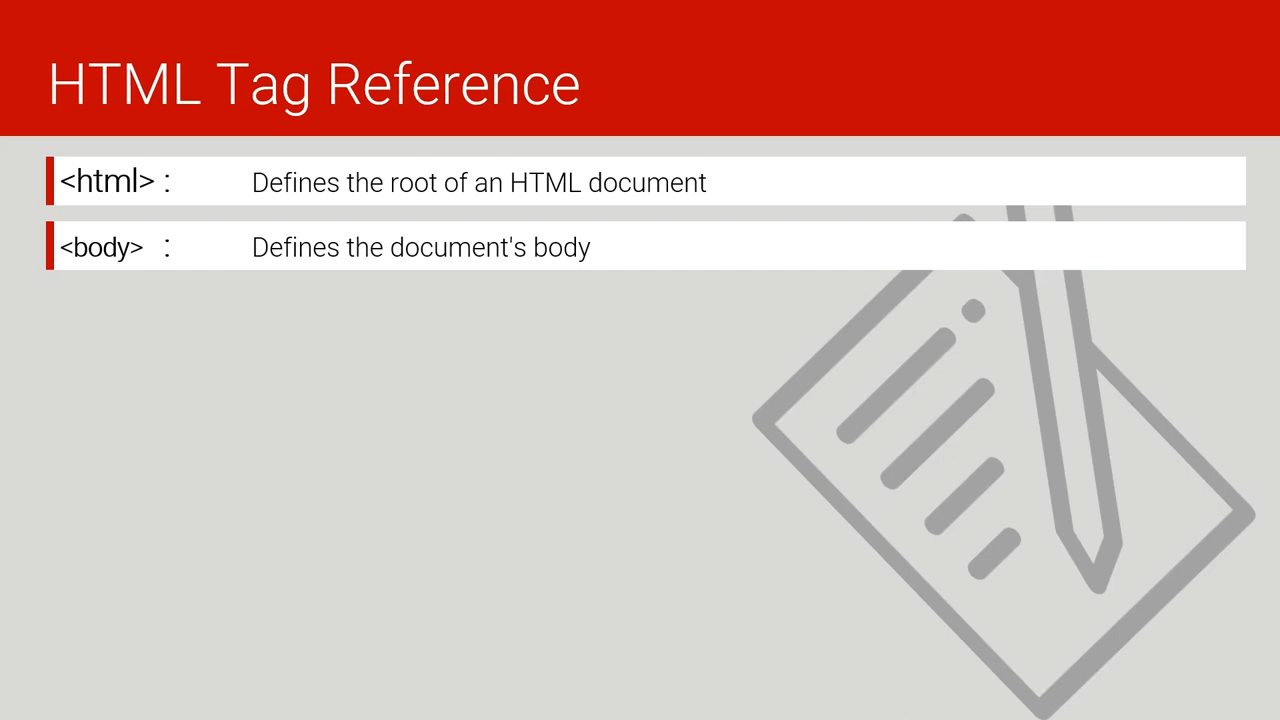 HTML Tag Reference
<html> : Defines the root of an HTML document
<body> : Defines the document's body